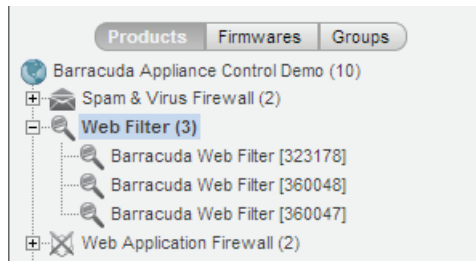 Products Firmwares Groups
Barracuda Appliance Control Demo (10)
Spam & Virus Firewall (2)
Web Filter (3)
Barracuda Web Filter [323178]
Barracuda Web Filter [360048]
Barracuda Web Filter [360047]
Web Application Firewall (2)